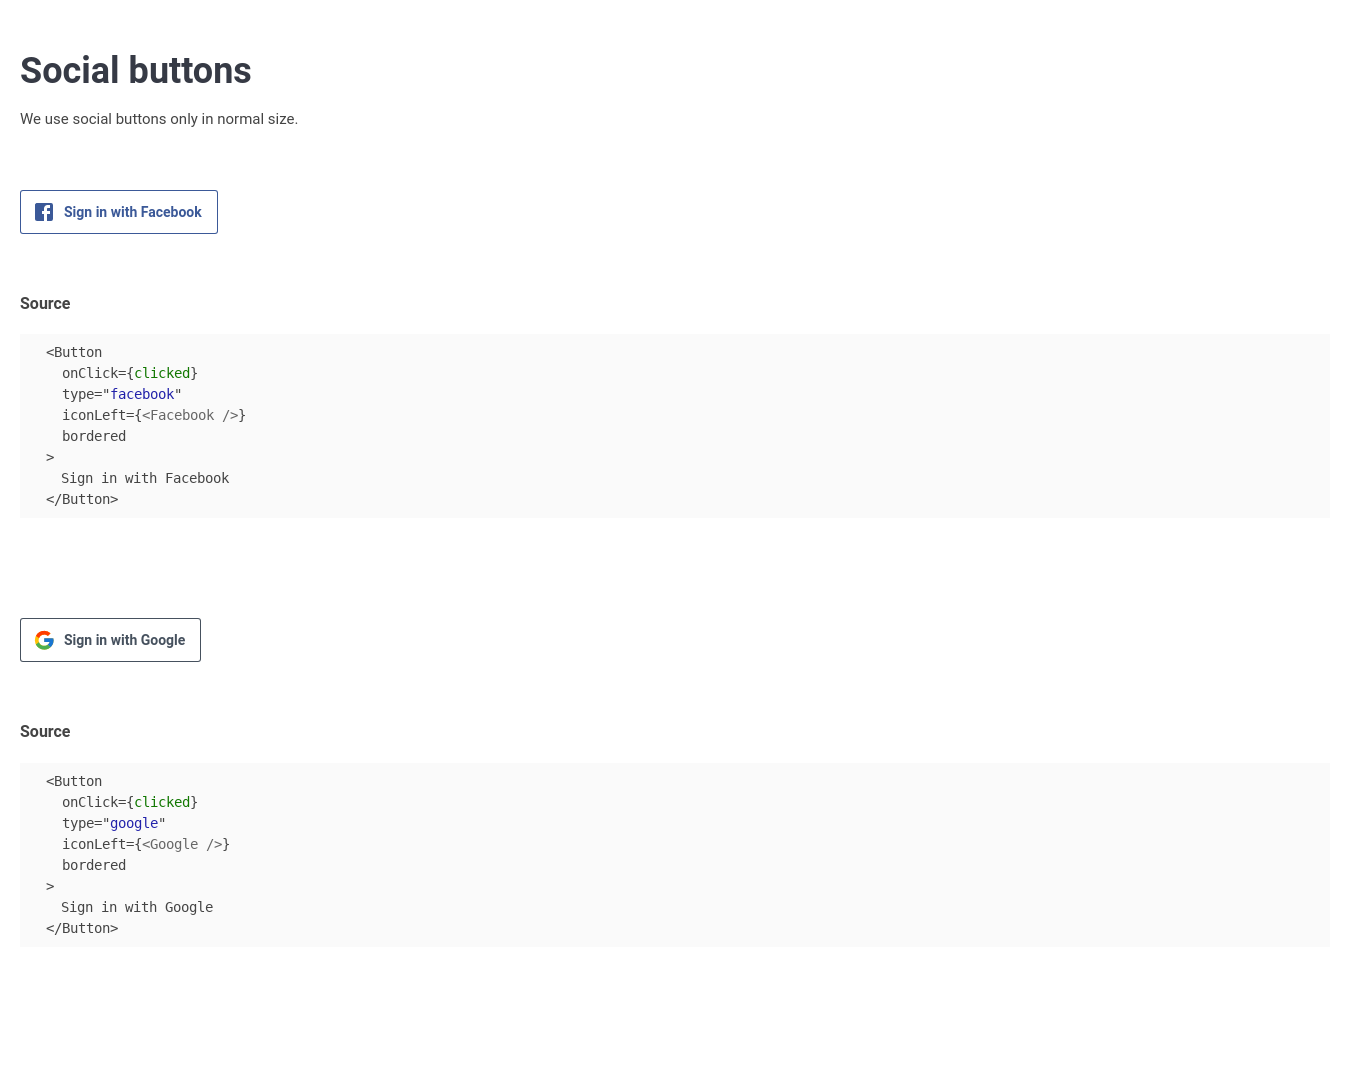 Social buttons
We use social buttons only in normal size.
Sign in with Facebook
Source
<Button
onClick={clicked}
type="facebook"
iconLeft={<Facebook />}
bordered
>
Sign in with Facebook
</Button>
Sign in with Google
Source
<Button
onClick={clicked}
type="google"
iconLeft={<Google />}
bordered
>
Sign in with Google
</Button>